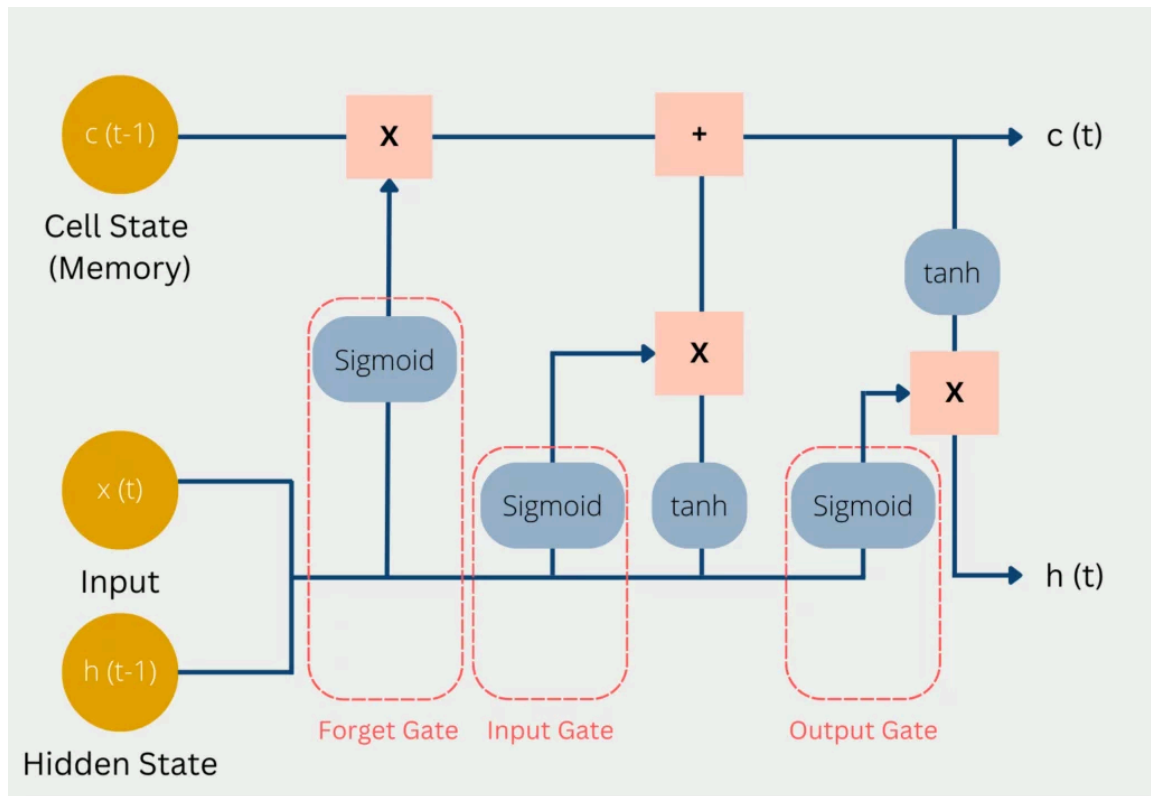 c (t-1)
X
+
c (t)
Cell State
(Memory)
tanh
Sigmoid
X
X
x (t)
Sigmoid
tanh
Sigmoid
Input
h (t)
h (t-1)
Forget Gate
Input Gate
Output Gate
Hidden State